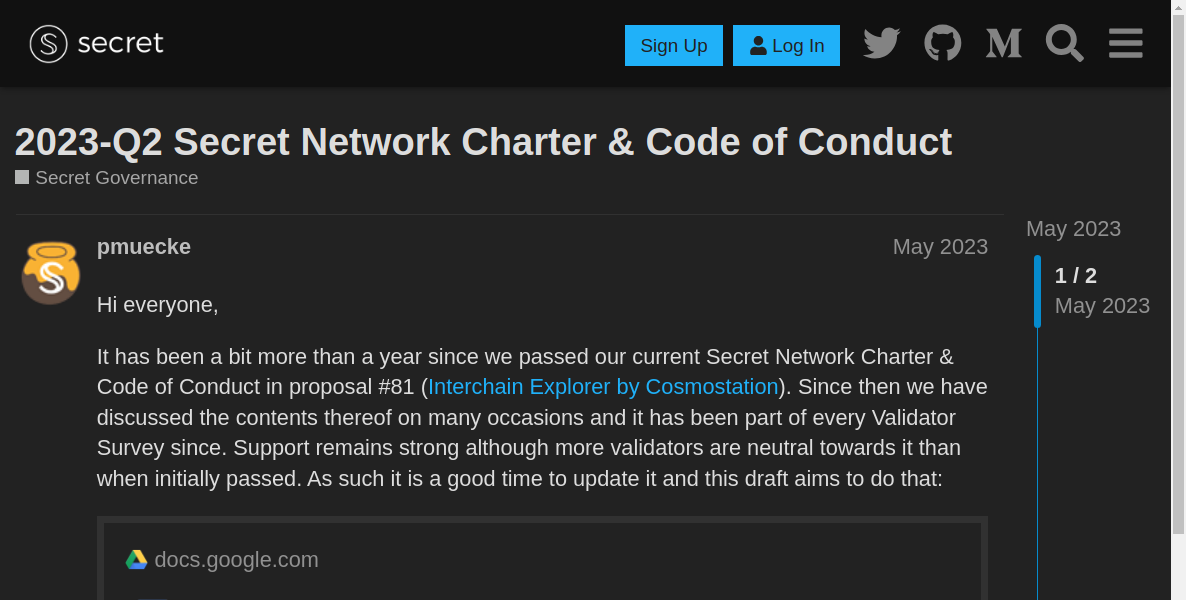 secret
Sign Up
Log In
2023-Q2 Secret Network Charter & Code of Conduct
Secret Governance
pmuecke
May 2023
Hi everyone,
It has been a bit more than a year since we passed our current Secret Network Charter &
Code of Conduct in proposal #81 (Interchain Explorer by Cosmostation). Since then we have
discussed the contents thereof on many occasions and it has been part of every Validator
Survey since. Support remains strong although more validators are neutral towards it than
when initially passed. As such it is a good time to update it and this draft aims to do that:
docs.google.com
May 2023
1 / 2
May 2023